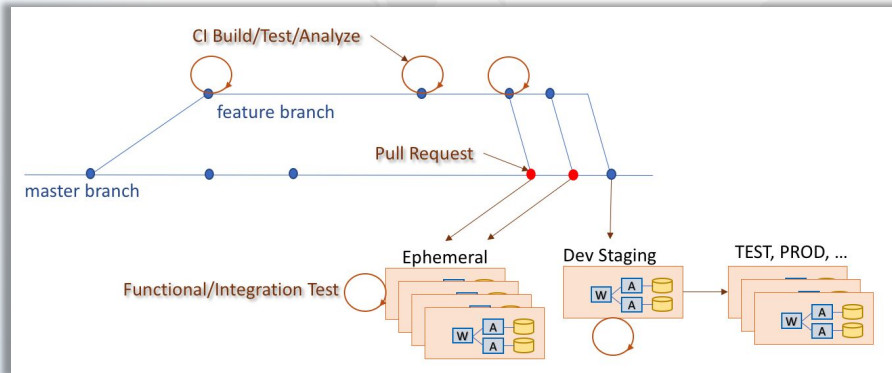 CI Build/Test/Analyze
feature branch
Pull Request
master branch
Ephemeral
Dev Staging
TEST, PROD, ...
Functional/Integration Test
W
A
A
W
A
A
W
A
A